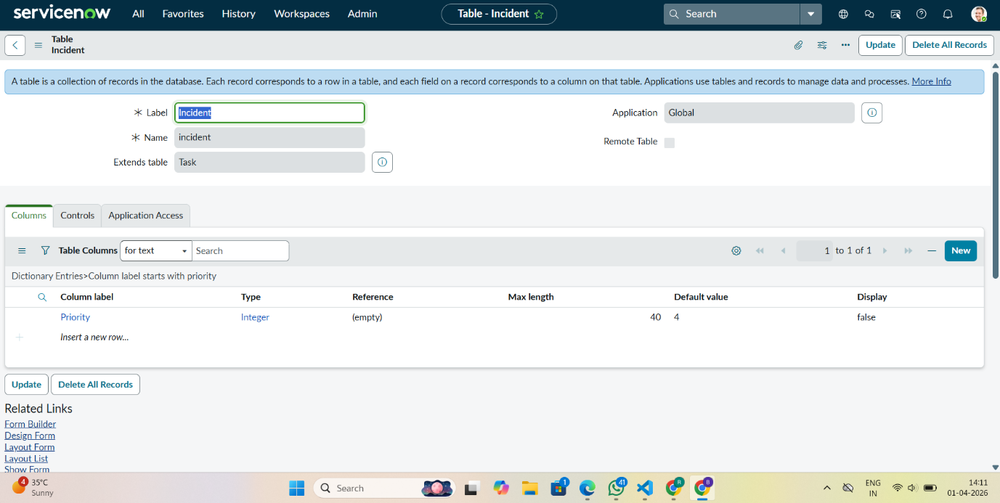 servicenow All Favorites History Workspaces Admin Table - Incident Search
Table
Incident
Update Delete All Records
A table is a collection of records in the database. Each record corresponds to a row in a table, and each field on a record corresponds to a column on that table. Applications use tables and records to manage data and processes. More Info
Label Incident Application Global
Name incident Remote Table
Extends table Task
Columns Controls Application Access
Table Columns for text Search 1 to 1 of 1 New
Dictionary Entries>Column label starts with priority
Column label Type Reference Max length Default value Display
Priority Integer (empty) 40 4 false
Insert a new row...
Update Delete All Records
Related Links
Form Builder
Design Form
Layout Form
Layout List
Show Form
4 35°C Search 1 41 R B ENG 14:11
Sunny IN 01-04-2026